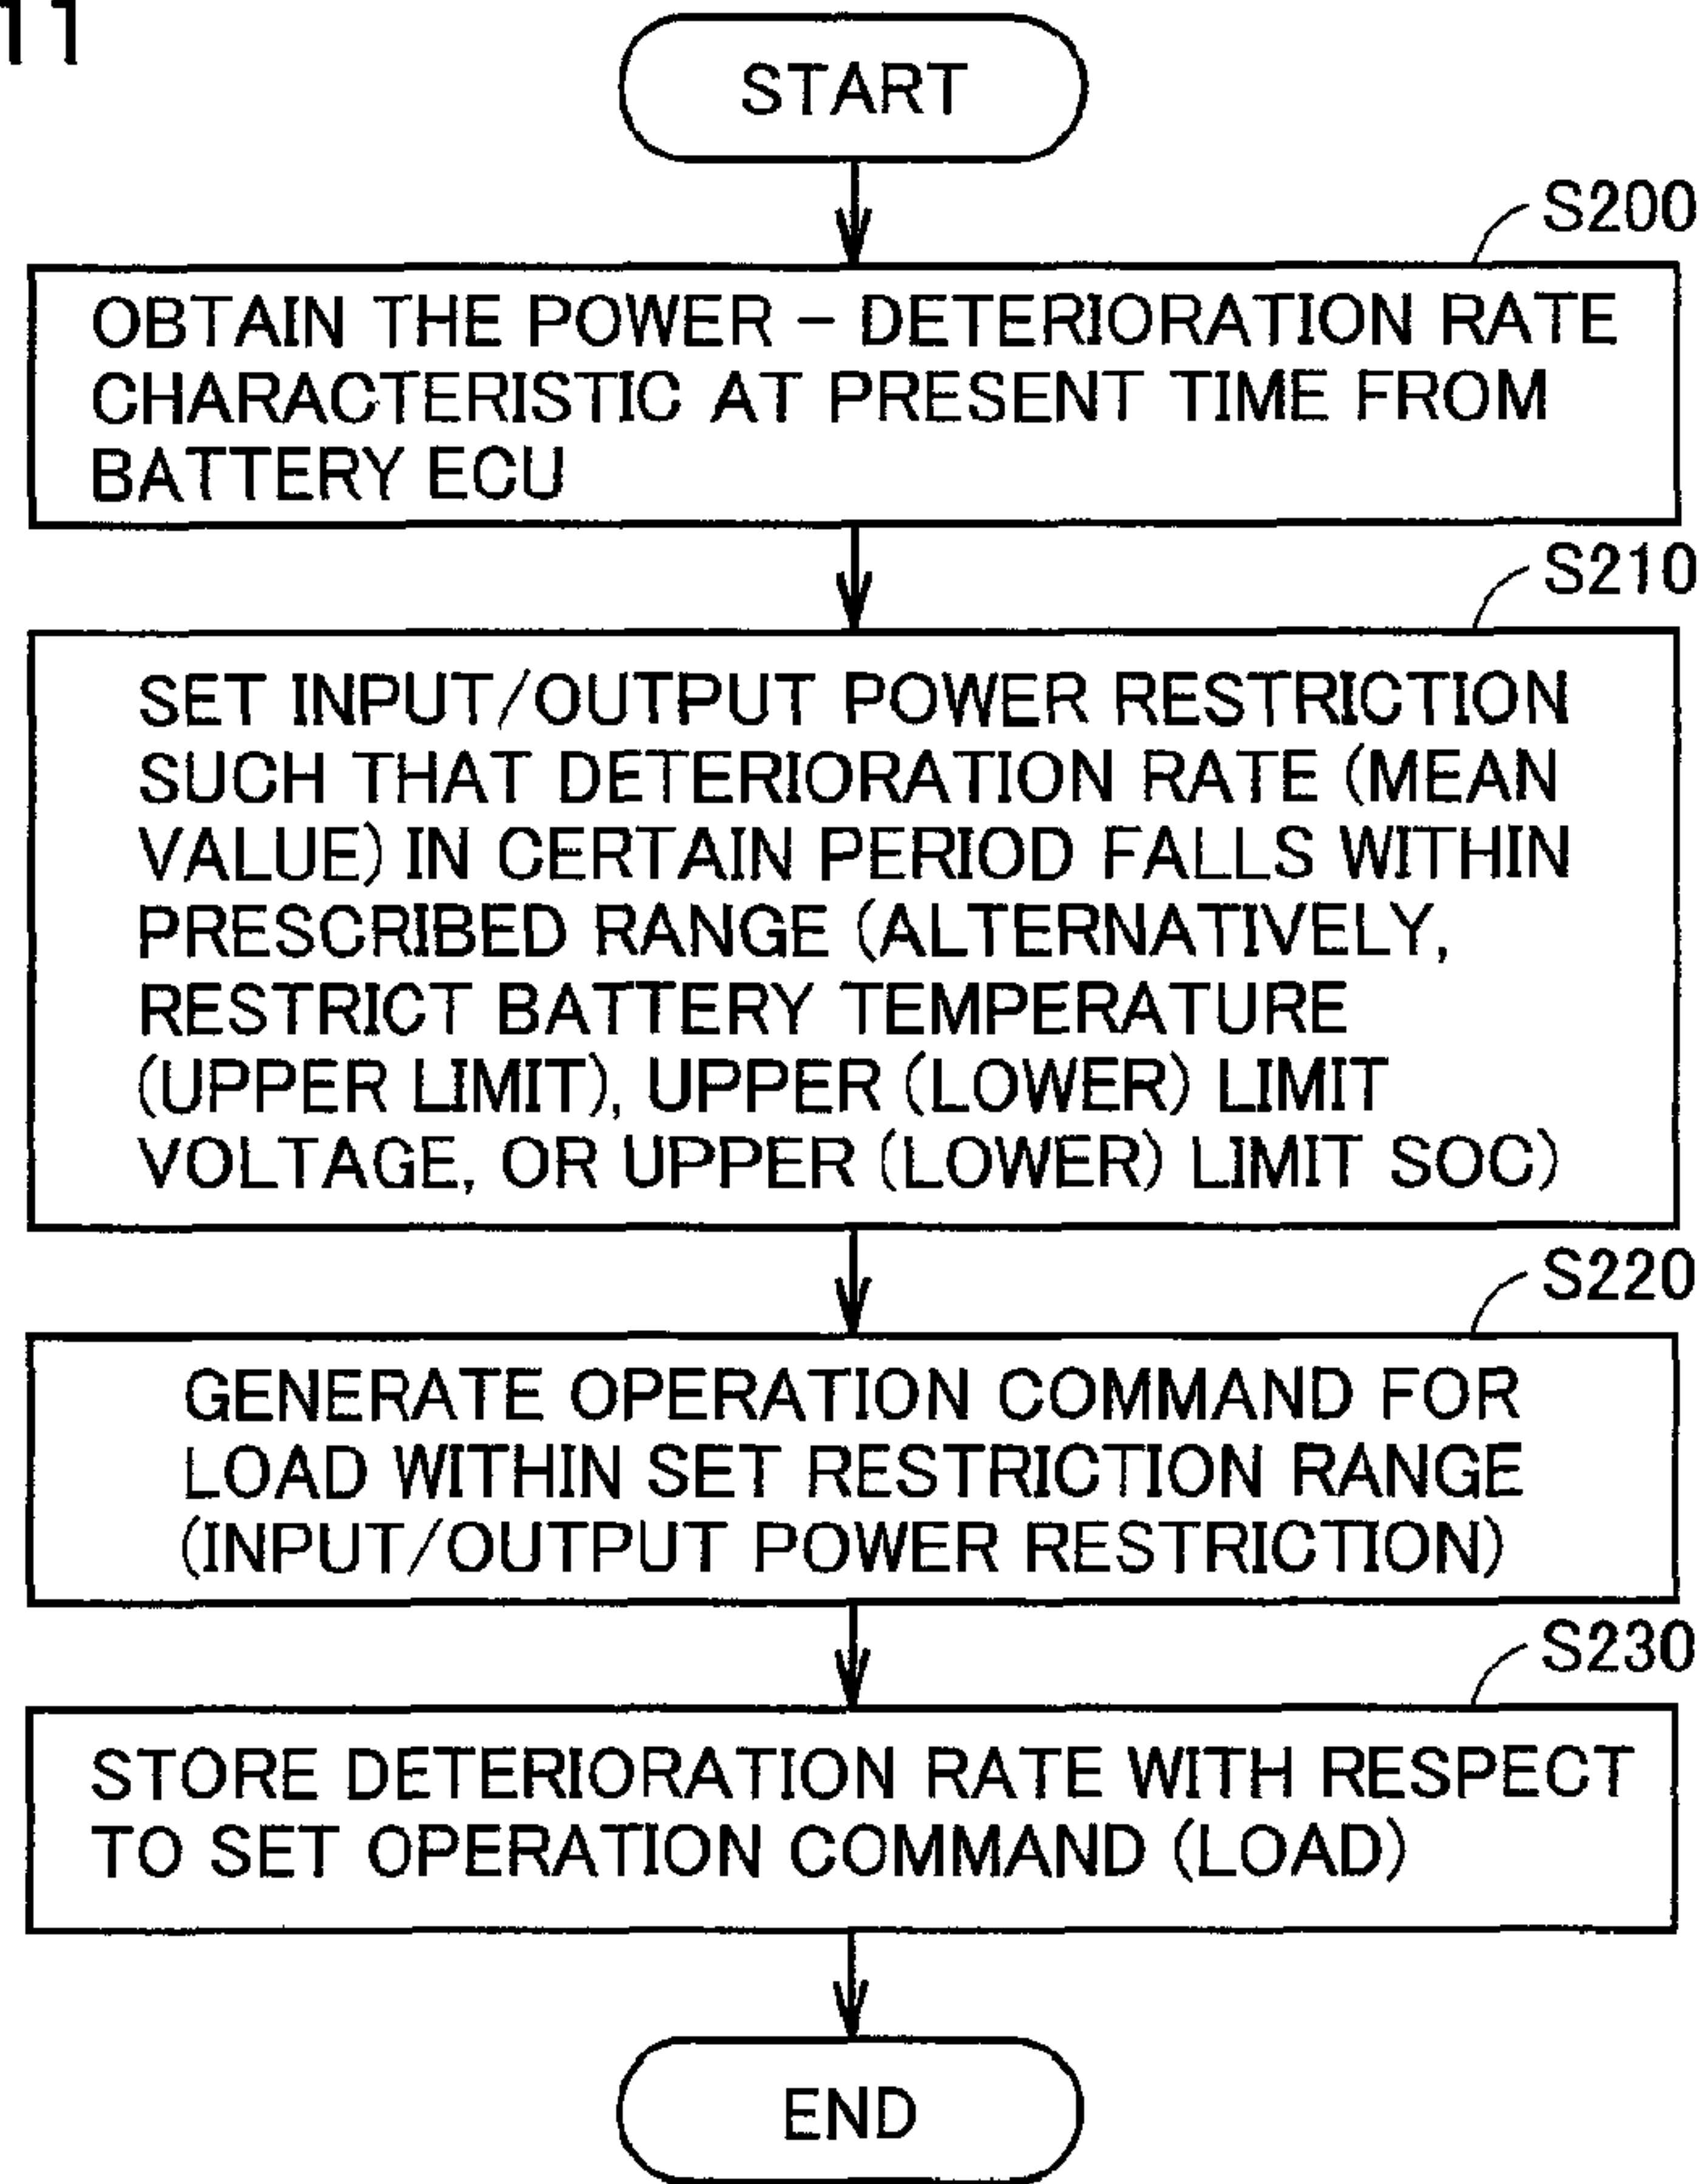 11
START
S200
OBTAIN THE POWER – DETERIORATION RATE
CHARACTERISTIC AT PRESENT TIME FROM
BATTERY ECU
S210
SET INPUT/OUTPUT POWER RESTRICTION
SUCH THAT DETERIORATION RATE (MEAN
VALUE) IN CERTAIN PERIOD FALLS WITHIN
PRESCRIBED RANGE (ALTERNATIVELY,
RESTRICT BATTERY TEMPERATURE
(UPPER LIMIT), UPPER (LOWER) LIMIT
VOLTAGE, OR UPPER (LOWER) LIMIT SOC)
S220
GENERATE OPERATION COMMAND FOR
LOAD WITHIN SET RESTRICTION RANGE
(INPUT/OUTPUT POWER RESTRICTION)
S230
STORE DETERIORATION RATE WITH RESPECT
TO SET OPERATION COMMAND (LOAD)
END